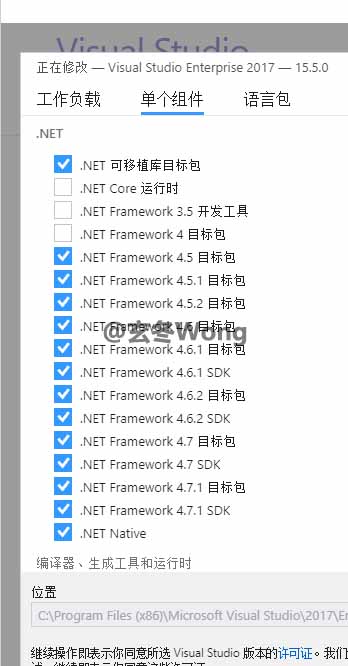 Visual Studio
正在修改 — Visual Studio Enterprise 2017 — 15.5.0
工作负载 单个组件 语言包
.NET
.NET 可移植库目标包
.NET Core 运行时
.NET Framework 3.5 开发工具
.NET Framework 4 目标包
.NET Framework 4.5 目标包
.NET Framework 4.5.1 目标包
.NET Framework 4.5.2 目标包
.NET Framework 4.6 目标包
@玄冬Wong
.NET Framework 4.6.1 目标包
.NET Framework 4.6.1 SDK
.NET Framework 4.6.2 目标包
.NET Framework 4.6.2 SDK
.NET Framework 4.7 目标包
.NET Framework 4.7 SDK
.NET Framework 4.7.1 目标包
.NET Framework 4.7.1 SDK
.NET Native
编译器、生成工具和运行时
位置
C:\Program Files (x86)\Microsoft Visual Studio\2017\En
继续操作即表示你同意所选 Visual Studio 版本的许可证。我们